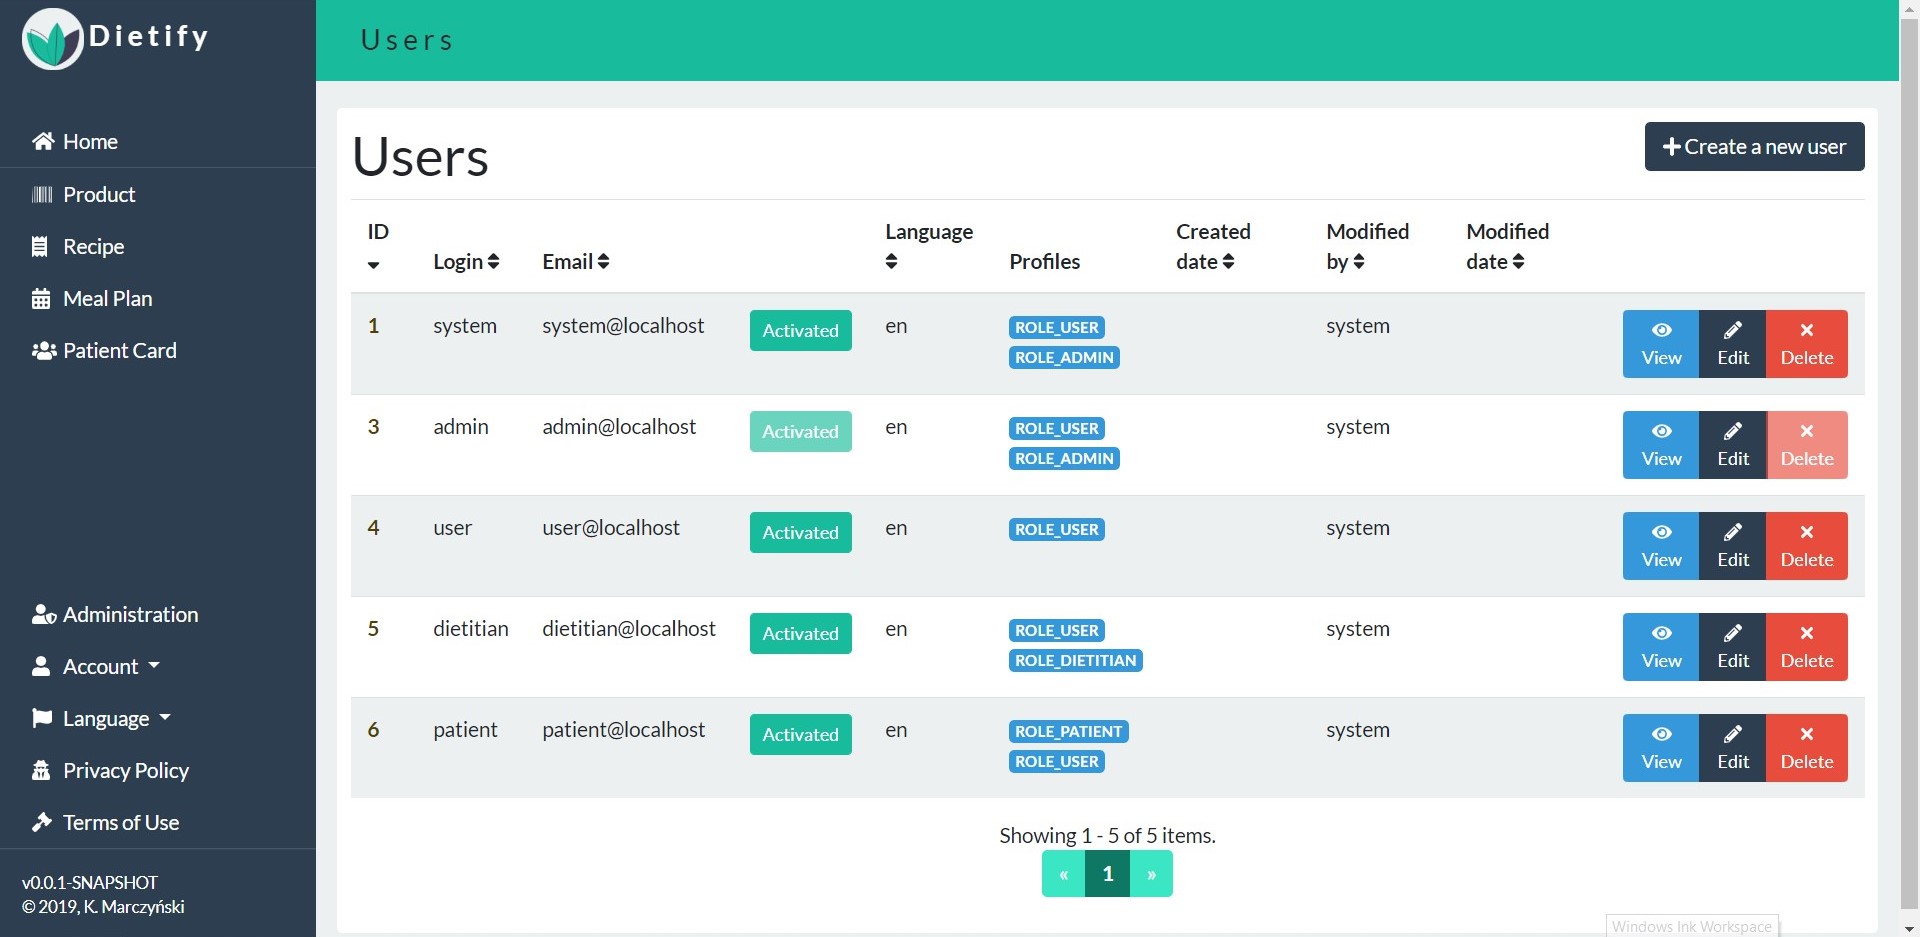 Dietify
Users
Home
Product
Recipe
Meal Plan
Patient Card
Administration
Account
Language
Privacy Policy
Terms of Use
v0.0.1-SNAPSHOT
© 2019, K. Marczyński
Users
Create a new user
ID Login Email Language Profiles Created date Modified by Modified date
1 system system@localhost Activated en ROLE_USER system View Edit Delete
ROLE_ADMIN
3 admin admin@localhost Activated en ROLE_USER system View Edit Delete
ROLE_ADMIN
4 user user@localhost Activated en ROLE_USER system View Edit Delete
5 dietitian dietitian@localhost Activated en ROLE_USER system View Edit Delete
ROLE_DIETITIAN
6 patient patient@localhost Activated en ROLE_PATIENT system View Edit Delete
ROLE_USER
Showing 1 - 5 of 5 items.
« 1 »
Windows Ink Workspace